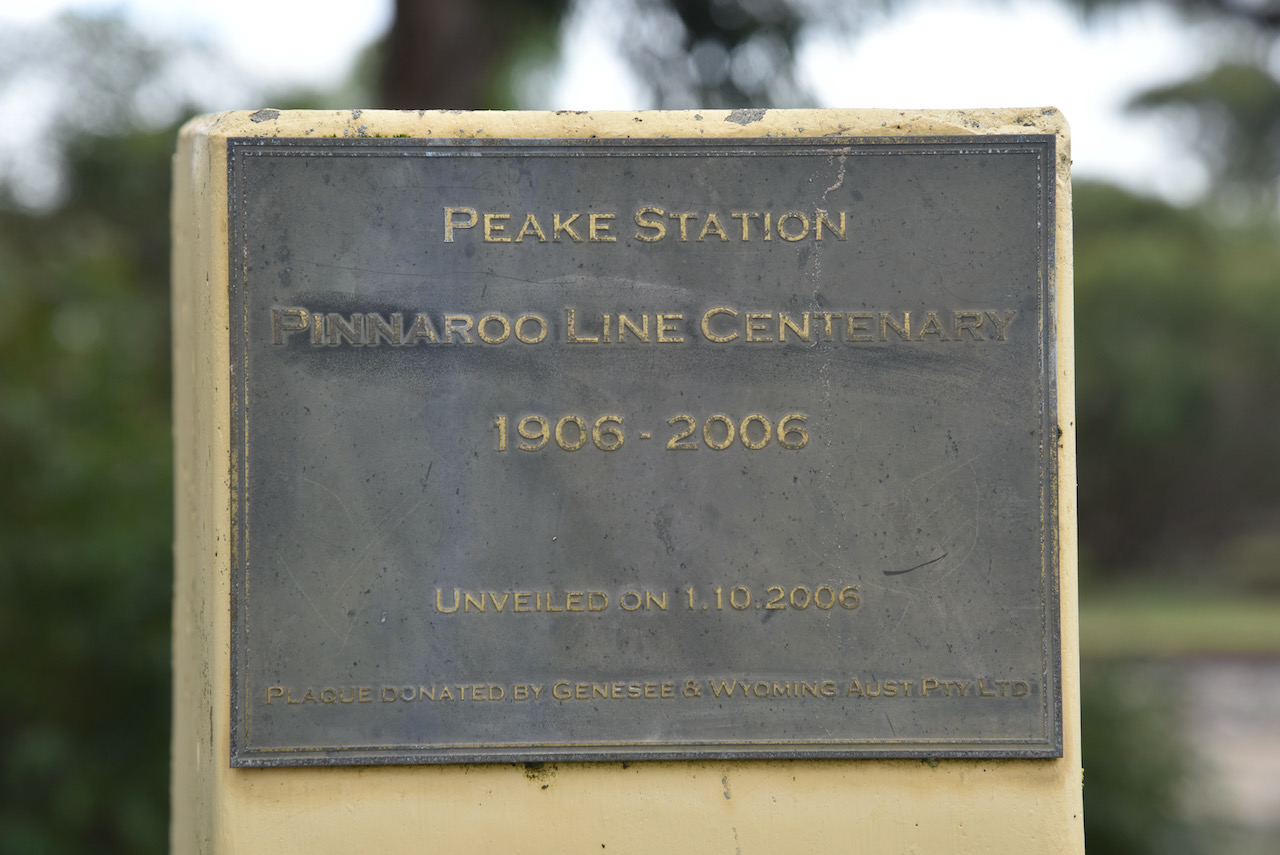 Peake Station
Pinnaroo Line Centenary
1906 - 2006
Unveiled on 1.10.2006
Plaque donated by Genesee & Wyoming Aust Pty Ltd